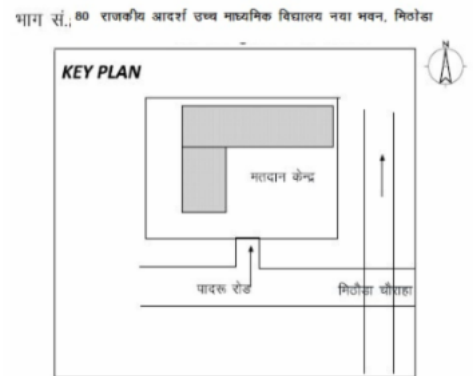 भाग सं.: 80 राजकीय आदर्श उच्च माध्यमिक विद्यालय नया भवन, मिठोडा
N
KEY PLAN
मतदान केन्द्र
पादरू रोड
मिठौडा चौराहा